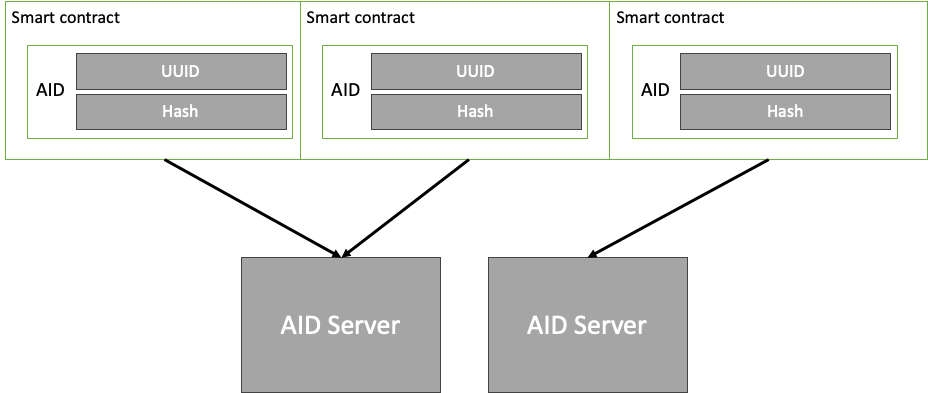 Smart contract
AID
UUID
Hash
Smart contract
AID
UUID
Hash
Smart contract
AID
UUID
Hash
AID Server
AID Server